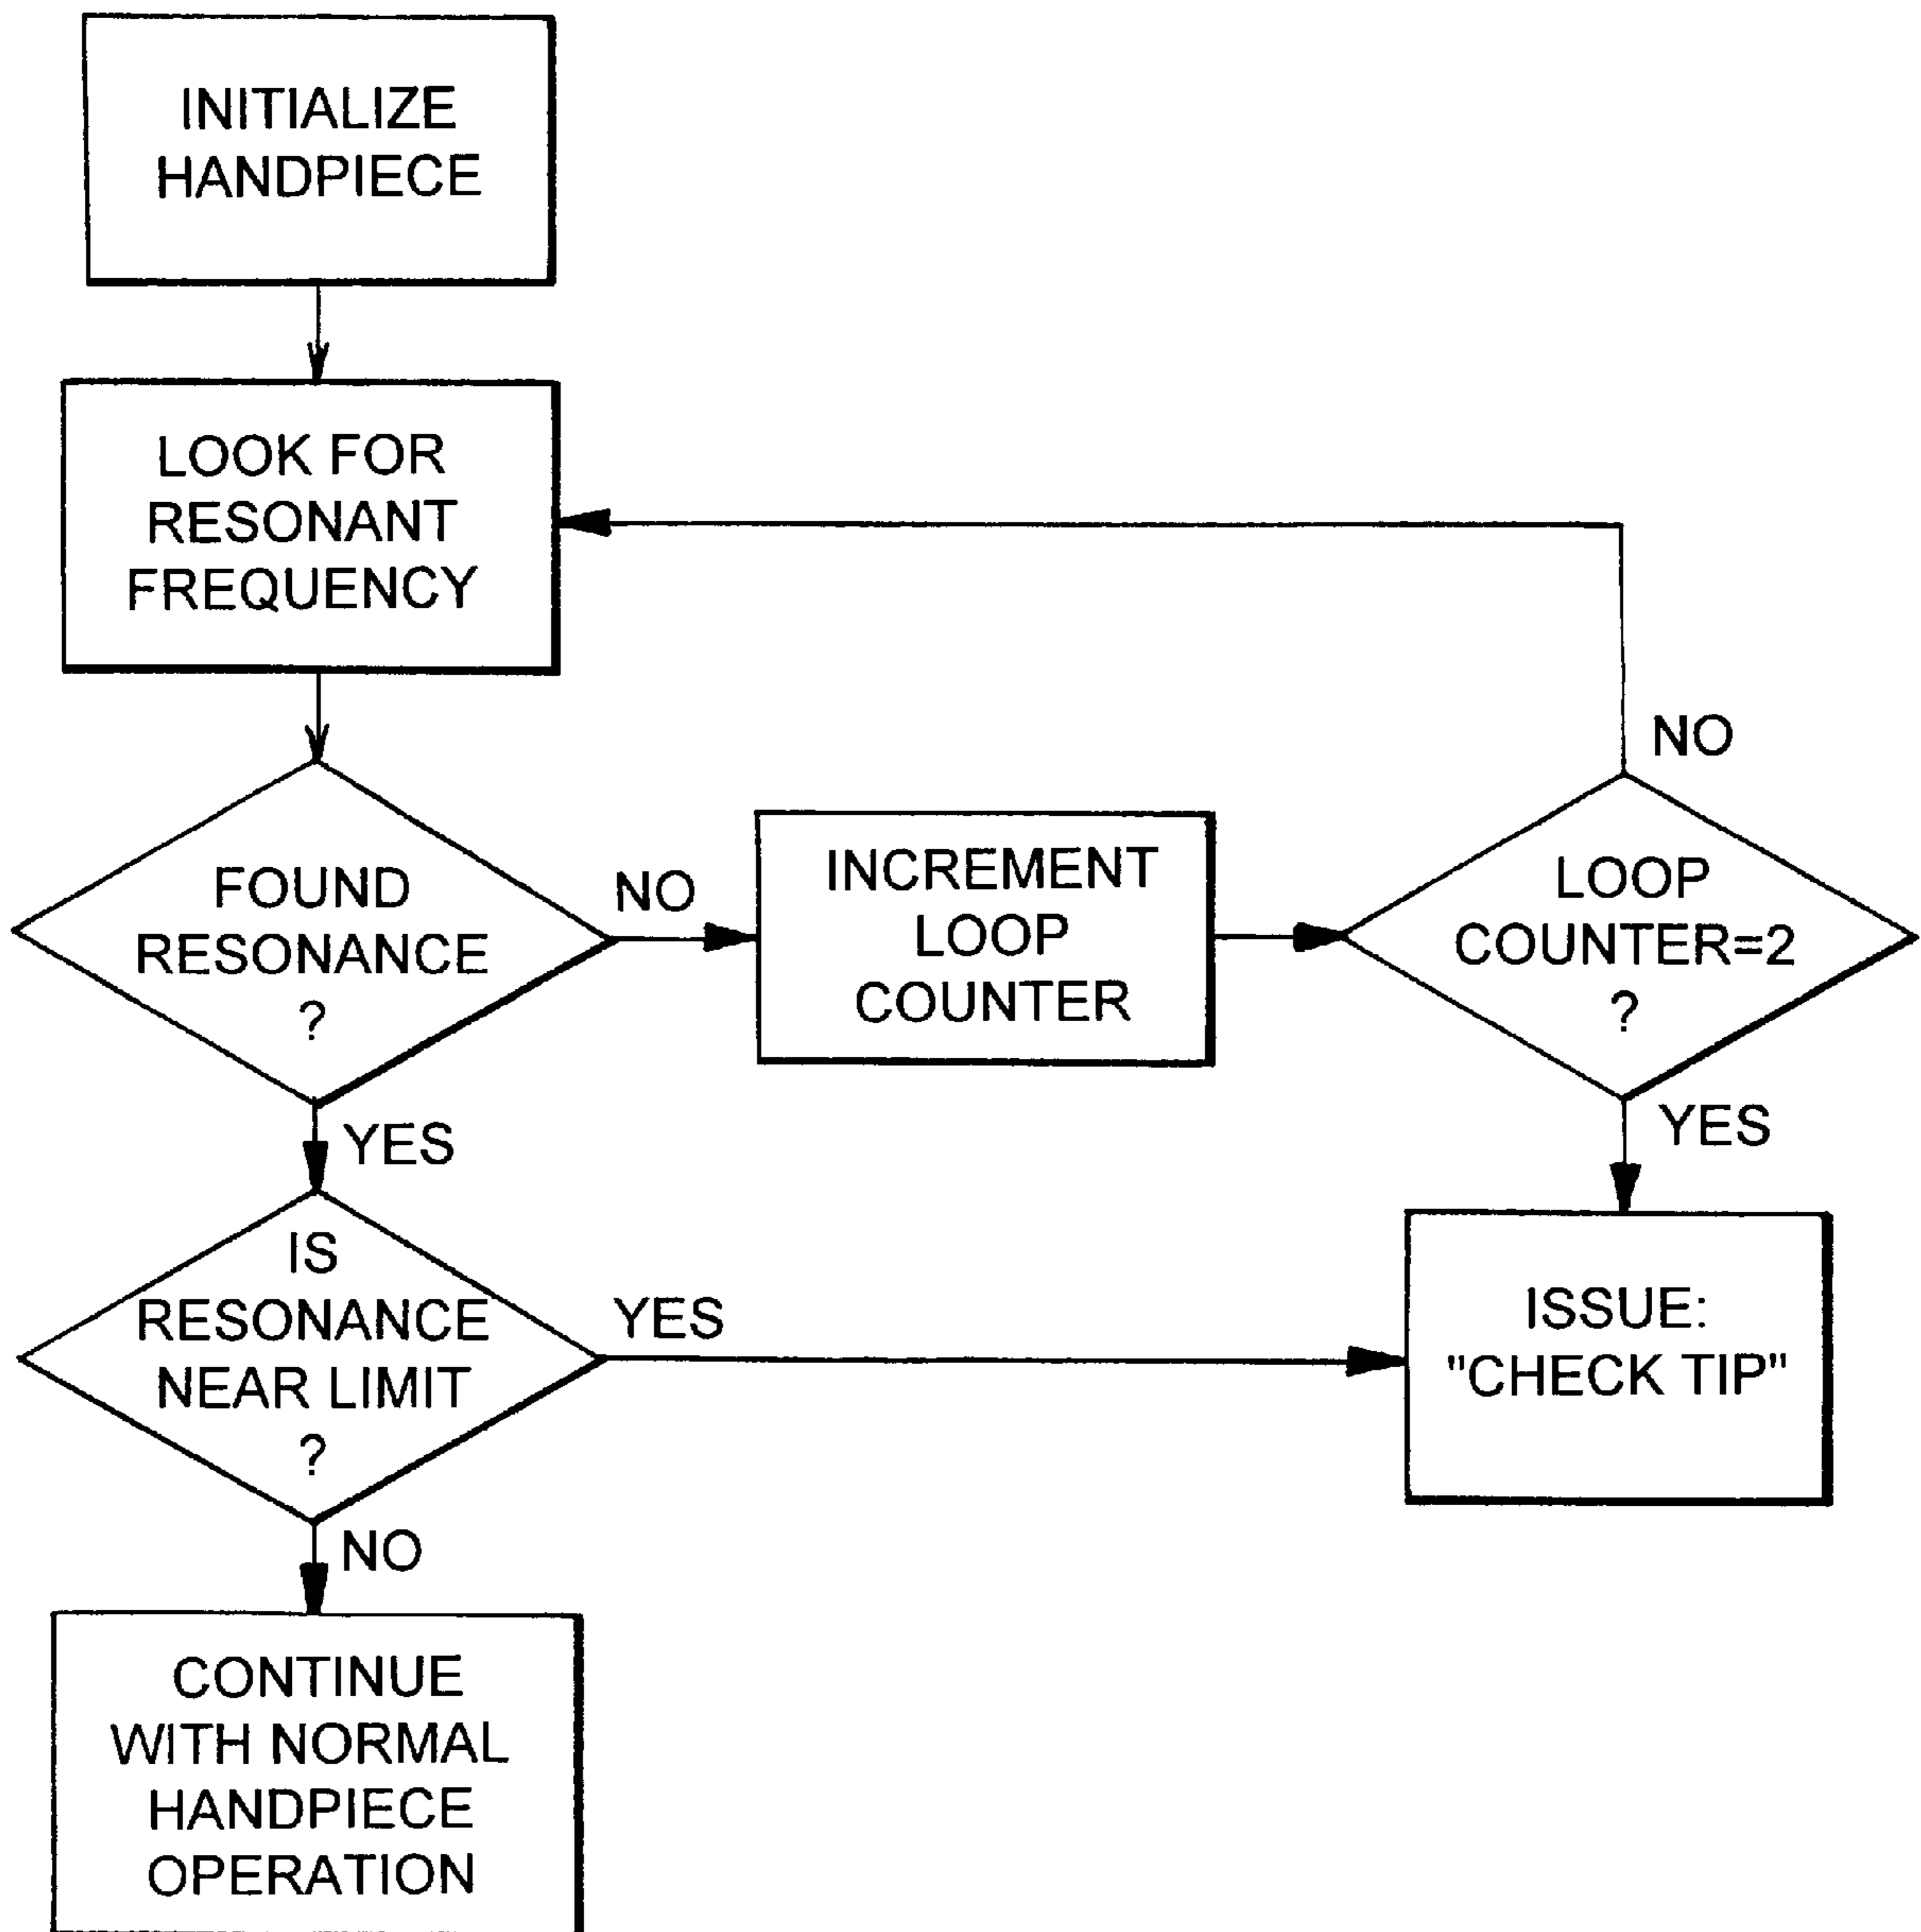 INITIALIZE
HANDPIECE
LOOK FOR
RESONANT
FREQUENCY
FOUND
RESONANCE
?
NO
INCREMENT
LOOP
COUNTER
NO
LOOP
COUNTER=2
?
YES
YES
IS
RESONANCE
NEAR LIMIT
?
YES
ISSUE:
"CHECK TIP"
NO
CONTINUE
WITH NORMAL
HANDPIECE
OPERATION